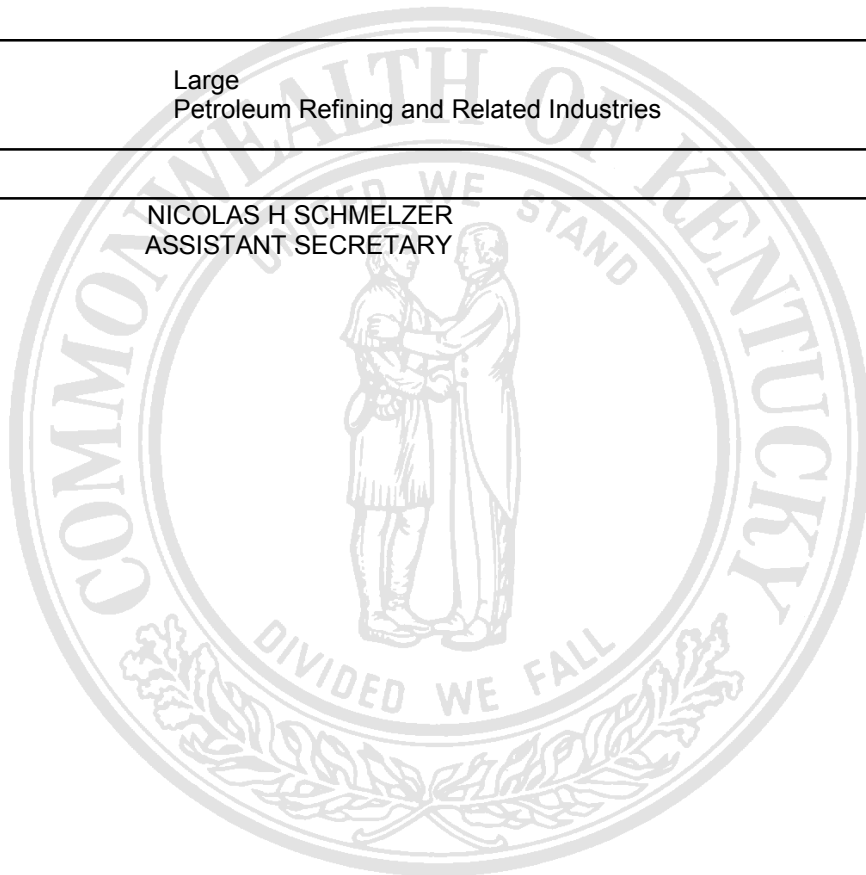 Large
Petroleum Refining and Related Industries
NICOLAS H SCHMELZER
ASSISTANT SECRETARY
COMMONWEALTH OF KENTUCKY
UNITED WE STAND
DIVIDED WE FALL